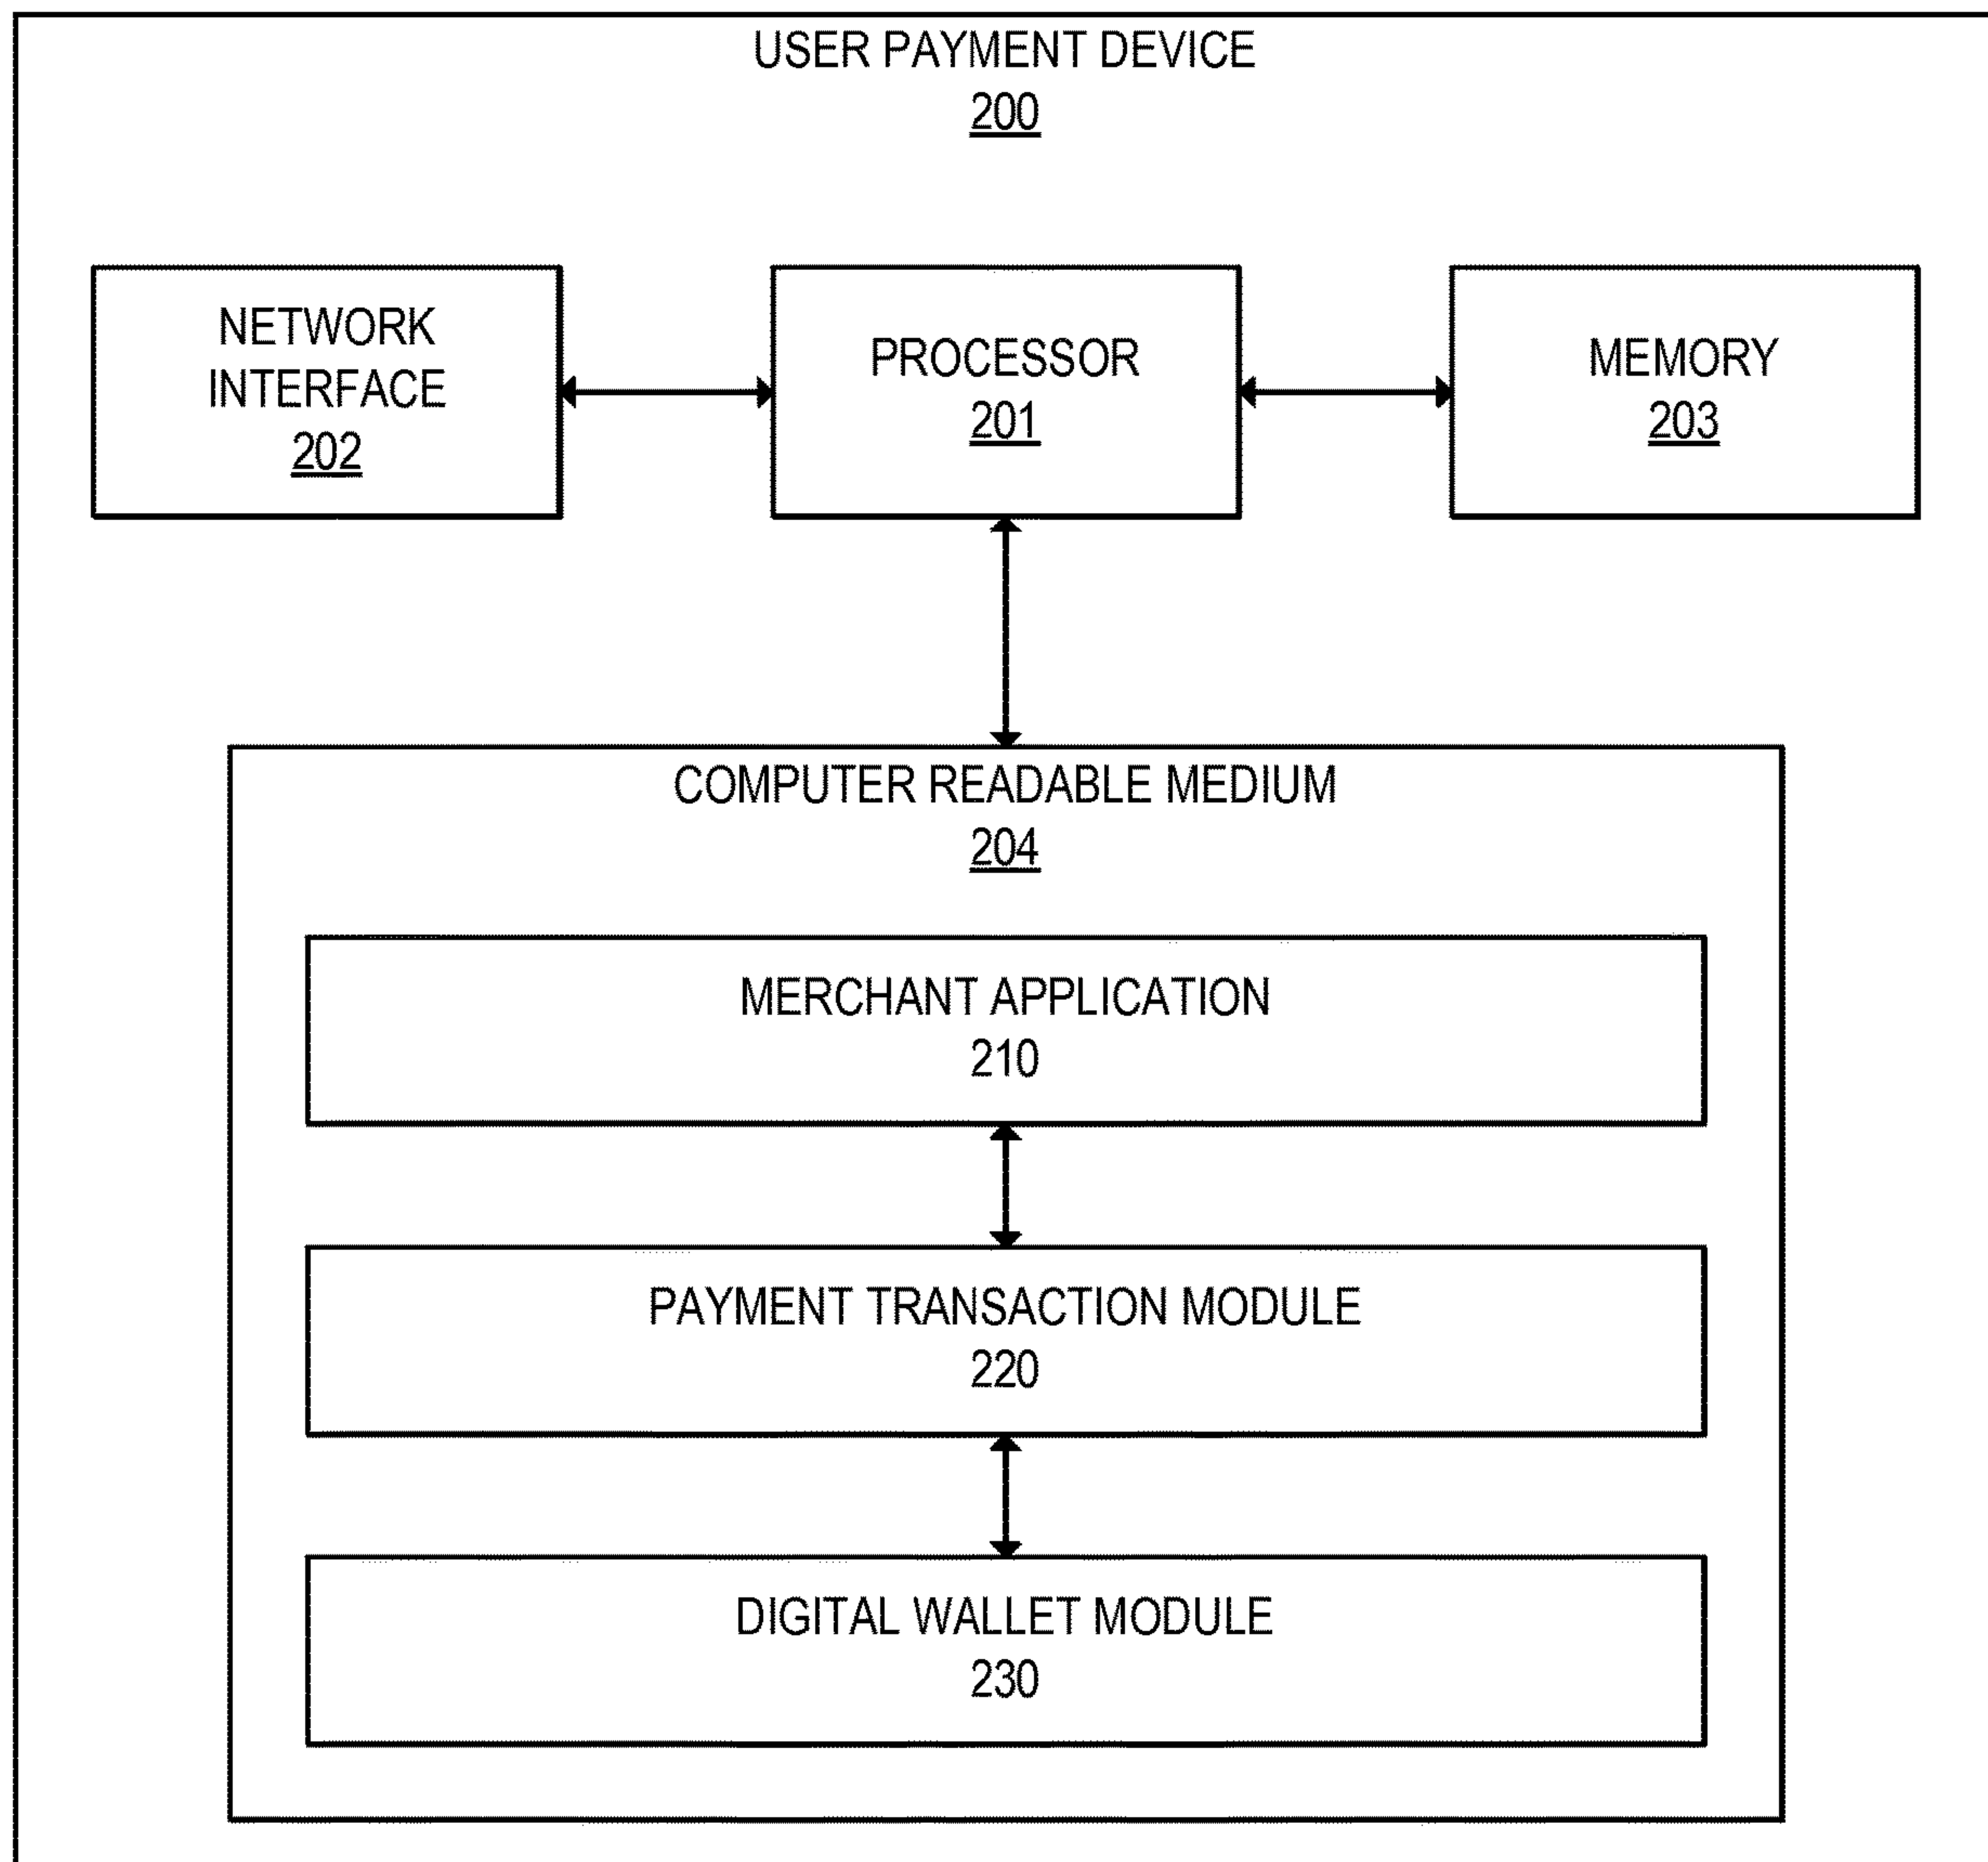 USER PAYMENT DEVICE
200
NETWORK
INTERFACE
202
PROCESSOR
201
MEMORY
203
COMPUTER READABLE MEDIUM
204
MERCHANT APPLICATION
210
PAYMENT TRANSACTION MODULE
220
DIGITAL WALLET MODULE
230